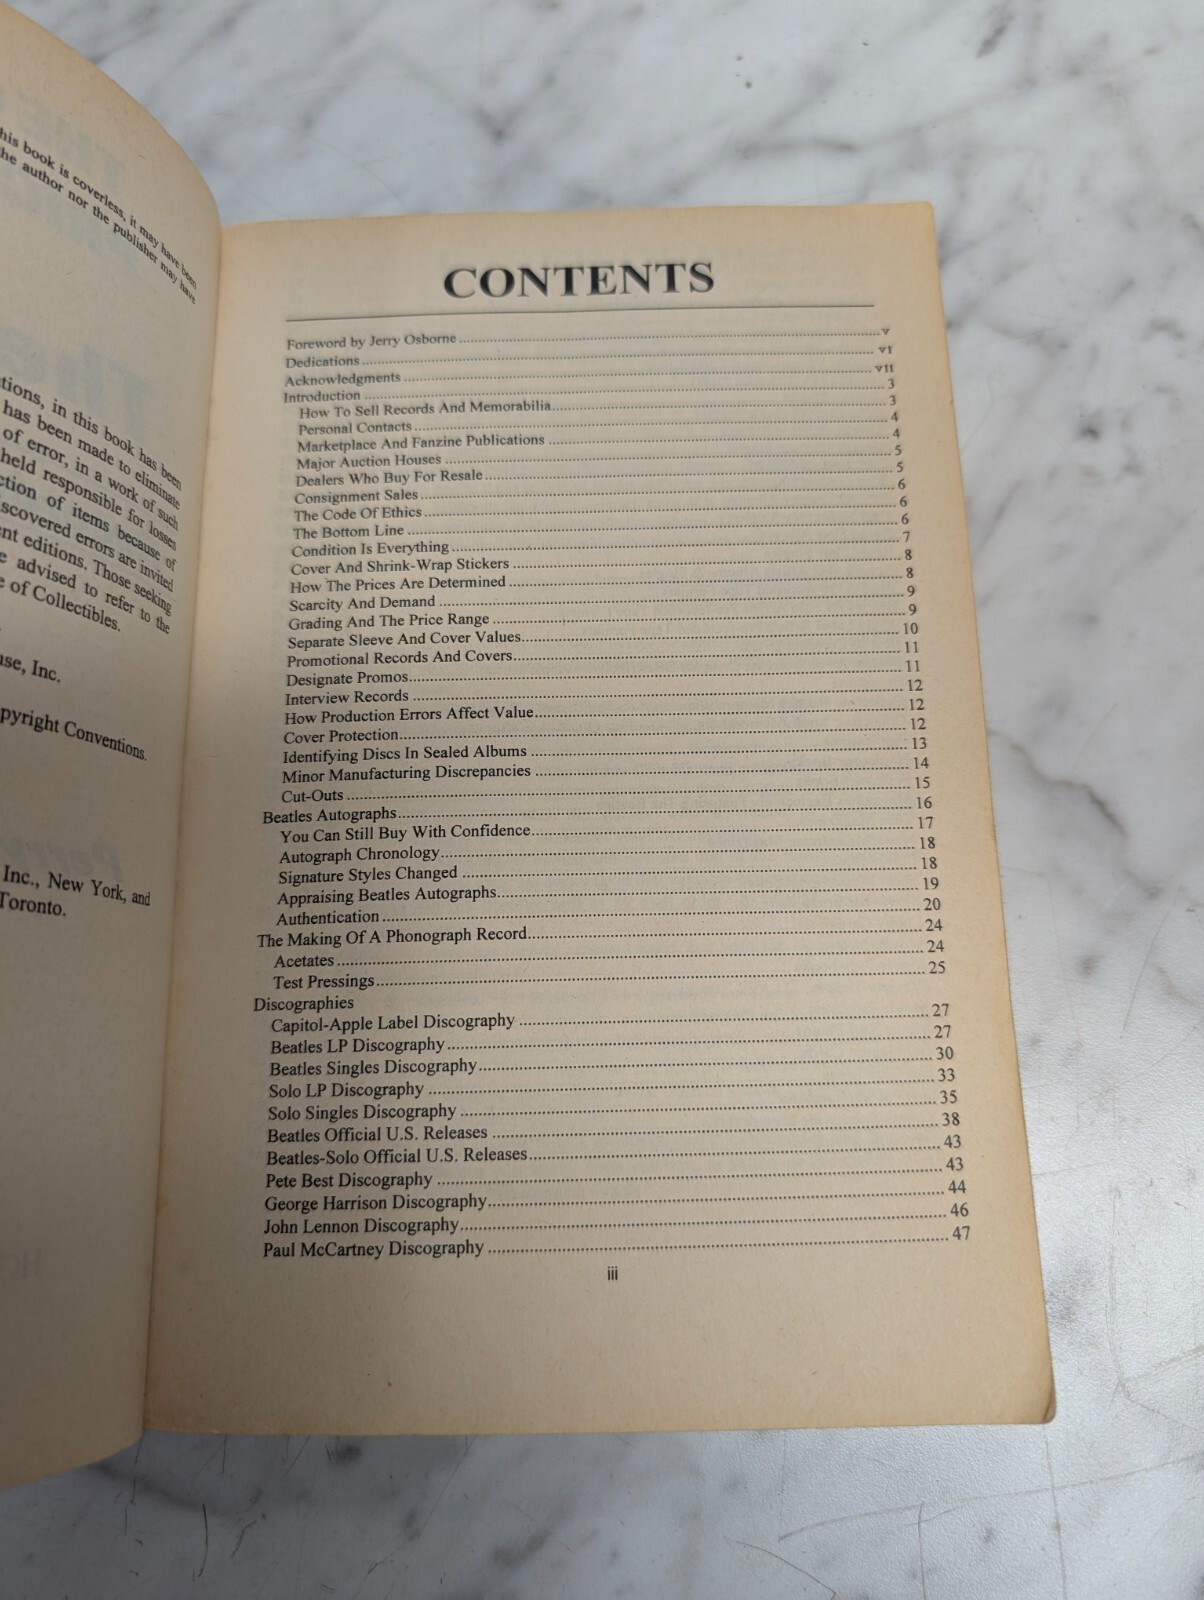 his book is coverless, it may have been
he author nor the publisher may have
tions, in this book has been
has been made to eliminate
of error, in a work of such
held responsible for losses
ction of items because of
scovered errors are invited
nt editions. Those seeking
e advised to refer to the
e of Collectibles.
se, Inc.
pyright Conventions.
Inc., New York, and
Toronto.
CONTENTS
Foreword by Jerry Osborne ... v
Dedications ... vi
Acknowledgments ... vii
Introduction ... 3
How To Sell Records And Memorabilia ... 3
Personal Contacts ... 4
Marketplace And Fanzine Publications ... 4
Major Auction Houses ... 5
Dealers Who Buy For Resale ... 5
Consignment Sales ... 6
The Code Of Ethics ... 6
The Bottom Line ... 6
Condition Is Everything ... 7
Cover And Shrink-Wrap Stickers ... 8
How The Prices Are Determined ... 8
Scarcity And Demand ... 9
Grading And The Price Range ... 9
Separate Sleeve And Cover Values ... 10
Promotional Records And Covers ... 11
Designate Promos ... 11
Interview Records ... 12
How Production Errors Affect Value ... 12
Cover Protection ... 12
Identifying Discs In Sealed Albums ... 13
Minor Manufacturing Discrepancies ... 14
Cut-Outs ... 15
Beatles Autographs ... 16
You Can Still Buy With Confidence ... 17
Autograph Chronology ... 18
Signature Styles Changed ... 18
Appraising Beatles Autographs ... 19
Authentication ... 20
The Making Of A Phonograph Record ... 24
Acetates ... 24
Test Pressings ... 25
Discographies
Capitol-Apple Label Discography ... 27
Beatles LP Discography ... 27
Beatles Singles Discography ... 30
Solo LP Discography ... 33
Solo Singles Discography ... 35
Beatles Official U.S. Releases ... 38
Beatles-Solo Official U.S. Releases ... 43
Pete Best Discography ... 43
George Harrison Discography ... 44
John Lennon Discography ... 46
Paul McCartney Discography ... 47
iii